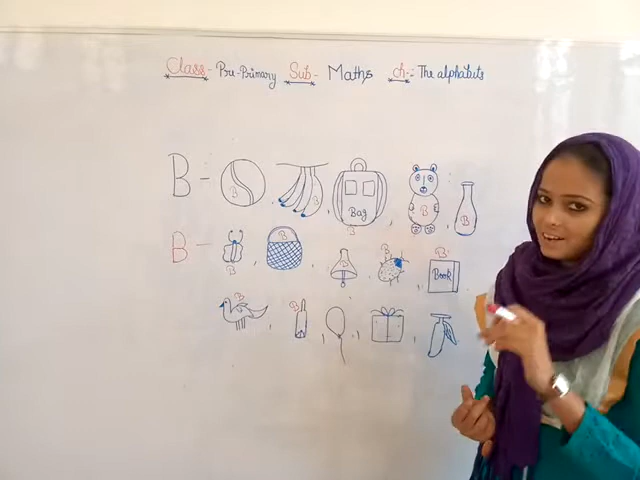 Class - Pre-Primary Sub - Maths ch-: The alphabets
B - B B Bag B B B
B - B B B B B Book
B B